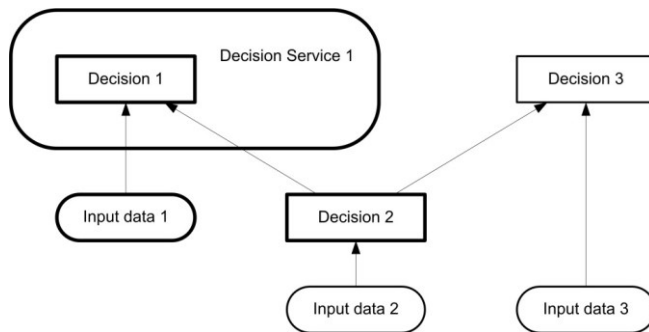 Decision Service 1
Decision 1
Decision 3
Input data 1
Decision 2
Input data 2
Input data 3